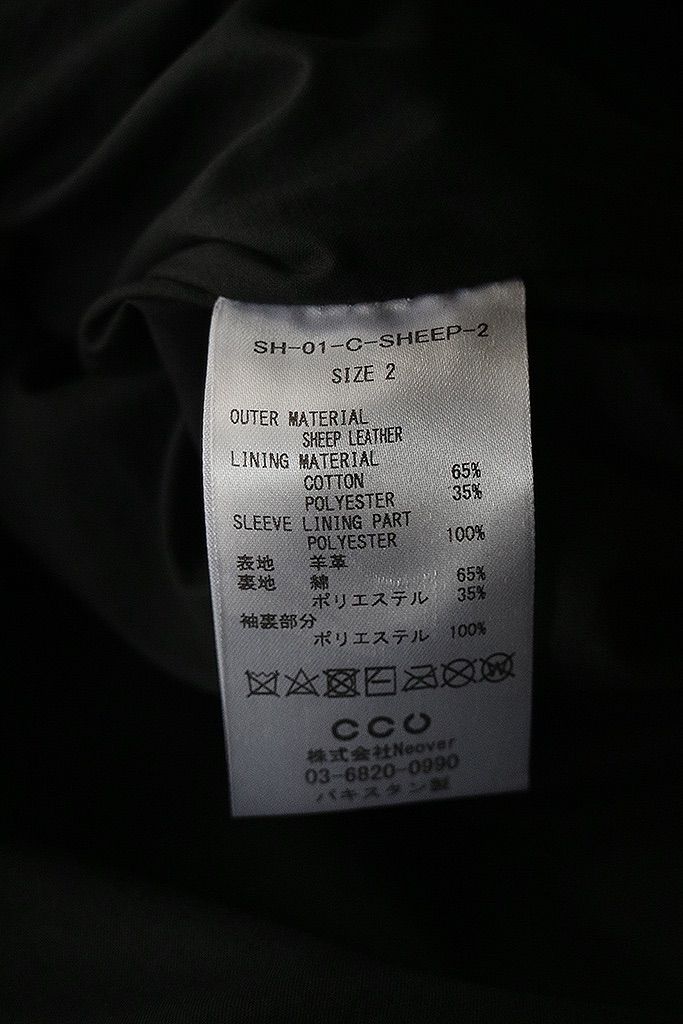 SH-01-C-SHEEP-2
SIZE 2
OUTER MATERIAL
SHEEP LEATHER
LINING MATERIAL
COTTON 65%
POLYESTER 35%
SLEEVE LINING PART
POLYESTER 100%
表地 羊革
裏地 綿 65%
ポリエステル 35%
袖裏部分
ポリエステル 100%
W
CCU
株式会社Neover
03-6820-0990
パキスタン製